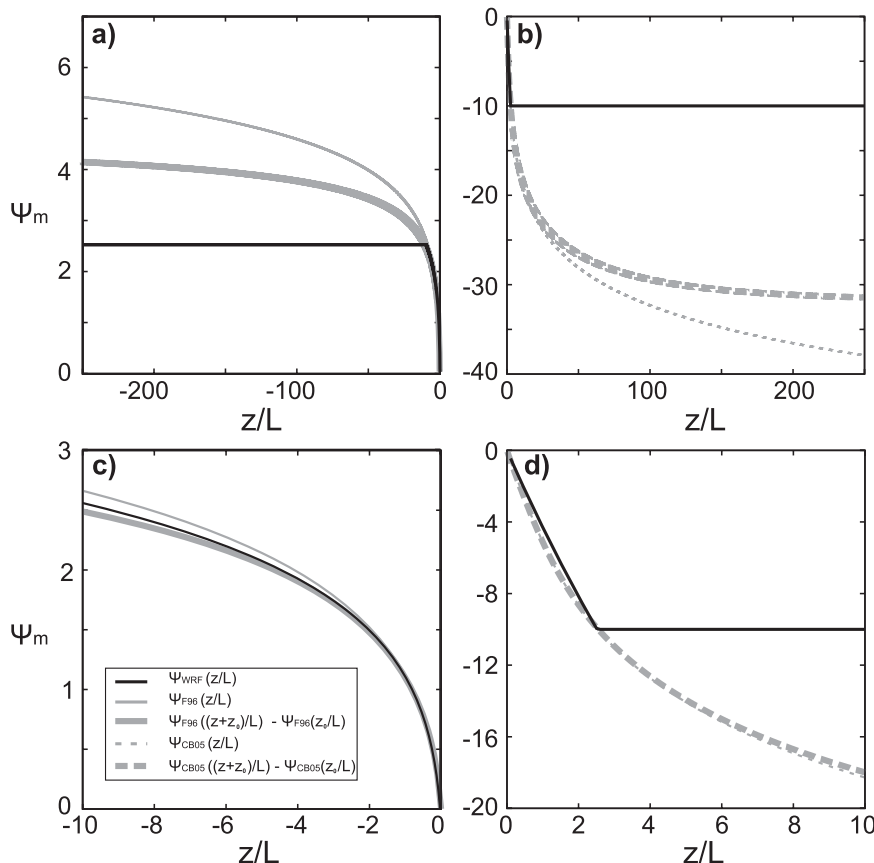 a)
6
4
2
0
Ψm
-200
-100
0
z/L
b)
0
-10
-20
-30
-40
0
100
200
z/L
c)
3
2
1
0
Ψm
ΨWRF (z/L)
ΨF96 (z/L)
ΨF96 ((z+z₀)/L) - ΨF96(z₀/L)
ΨCB05 (z/L)
ΨCB05 ((z+z₀)/L) - ΨCB05(z₀/L)
-10
-8
-6
-4
-2
0
z/L
d)
0
-4
-8
-12
-16
-20
0
2
4
6
8
10
z/L